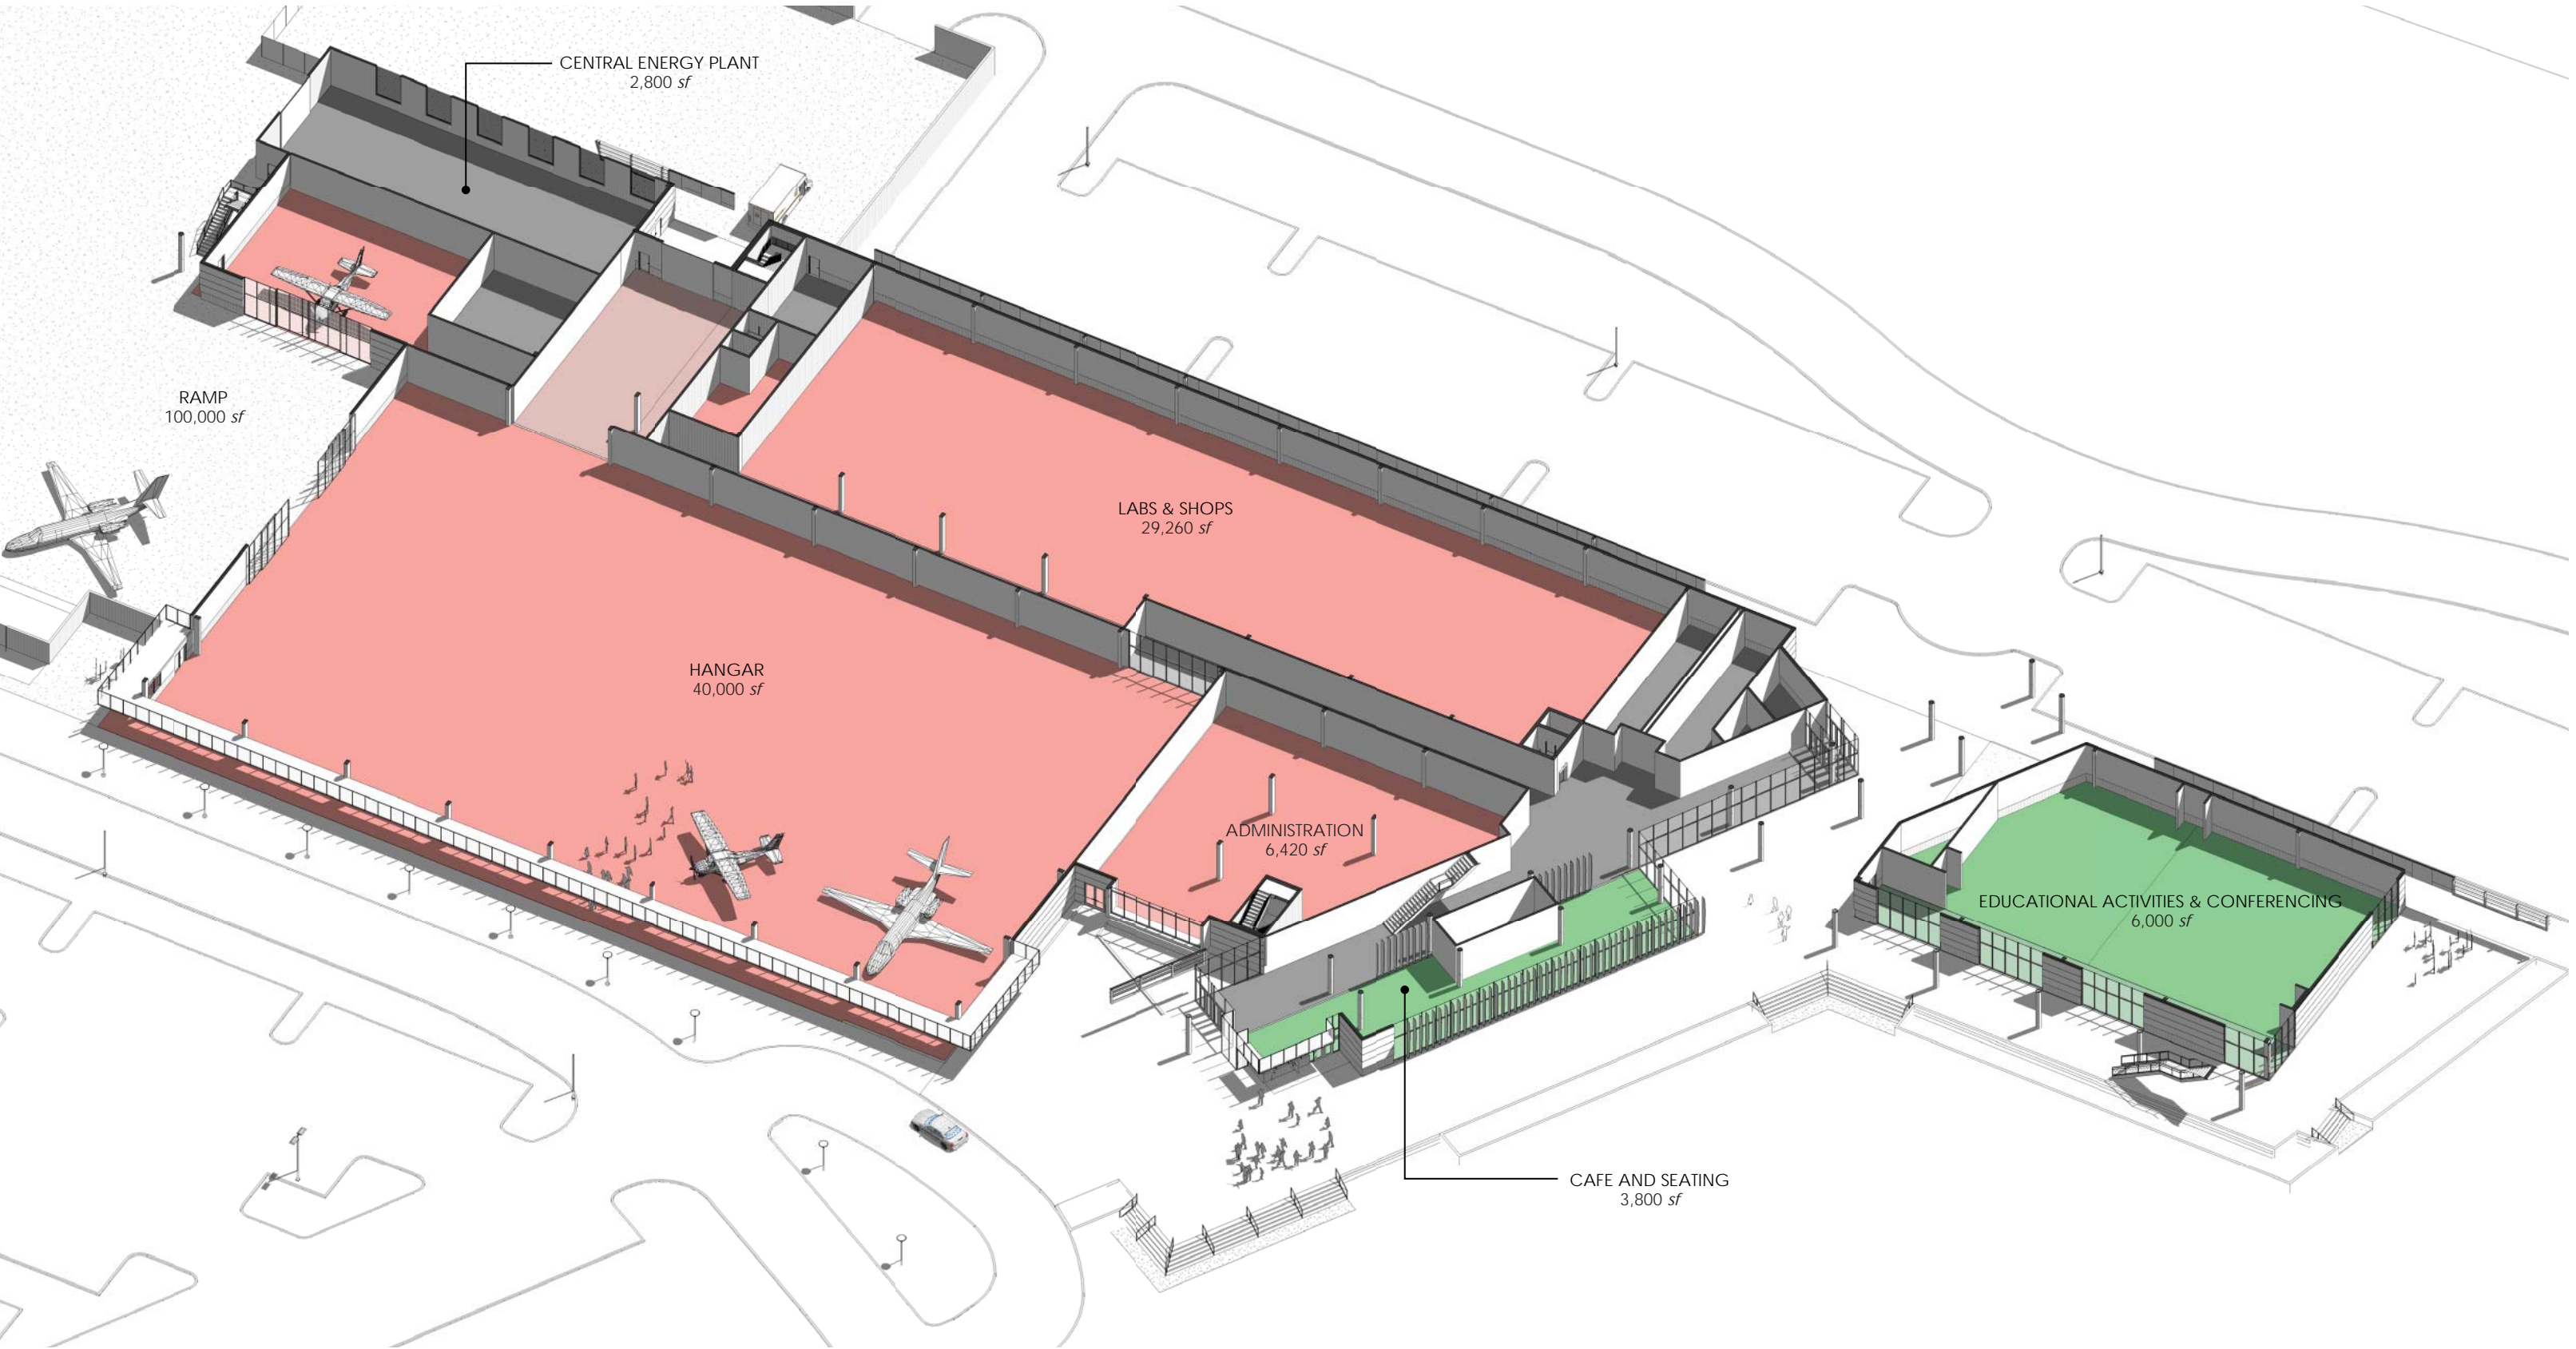 CENTRAL ENERGY PLANT
2,800 sf
RAMP
100,000 sf
LABS & SHOPS
29,260 sf
HANGAR
40,000 sf
ADMINISTRATION
6,420 sf
EDUCATIONAL ACTIVITIES & CONFERENCING
6,000 sf
CAFE AND SEATING
3,800 sf